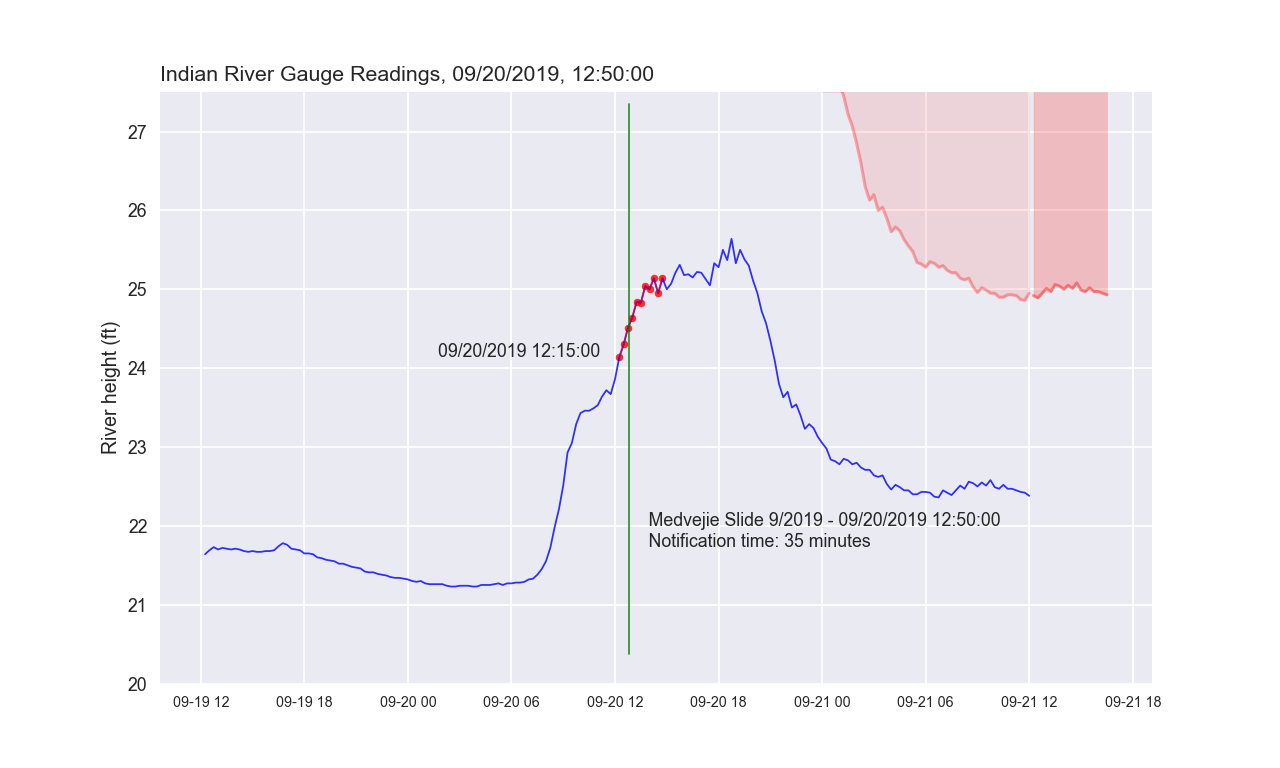 Indian River Gauge Readings, 09/20/2019, 12:50:00
27
26
25
24
23
22
21
20
River height (ft)
09/20/2019 12:15:00
Medvejie Slide 9/2019 - 09/20/2019 12:50:00
Notification time: 35 minutes
09-19 12 09-19 18 09-20 00 09-20 06 09-20 12 09-20 18 09-21 00 09-21 06 09-21 12 09-21 18